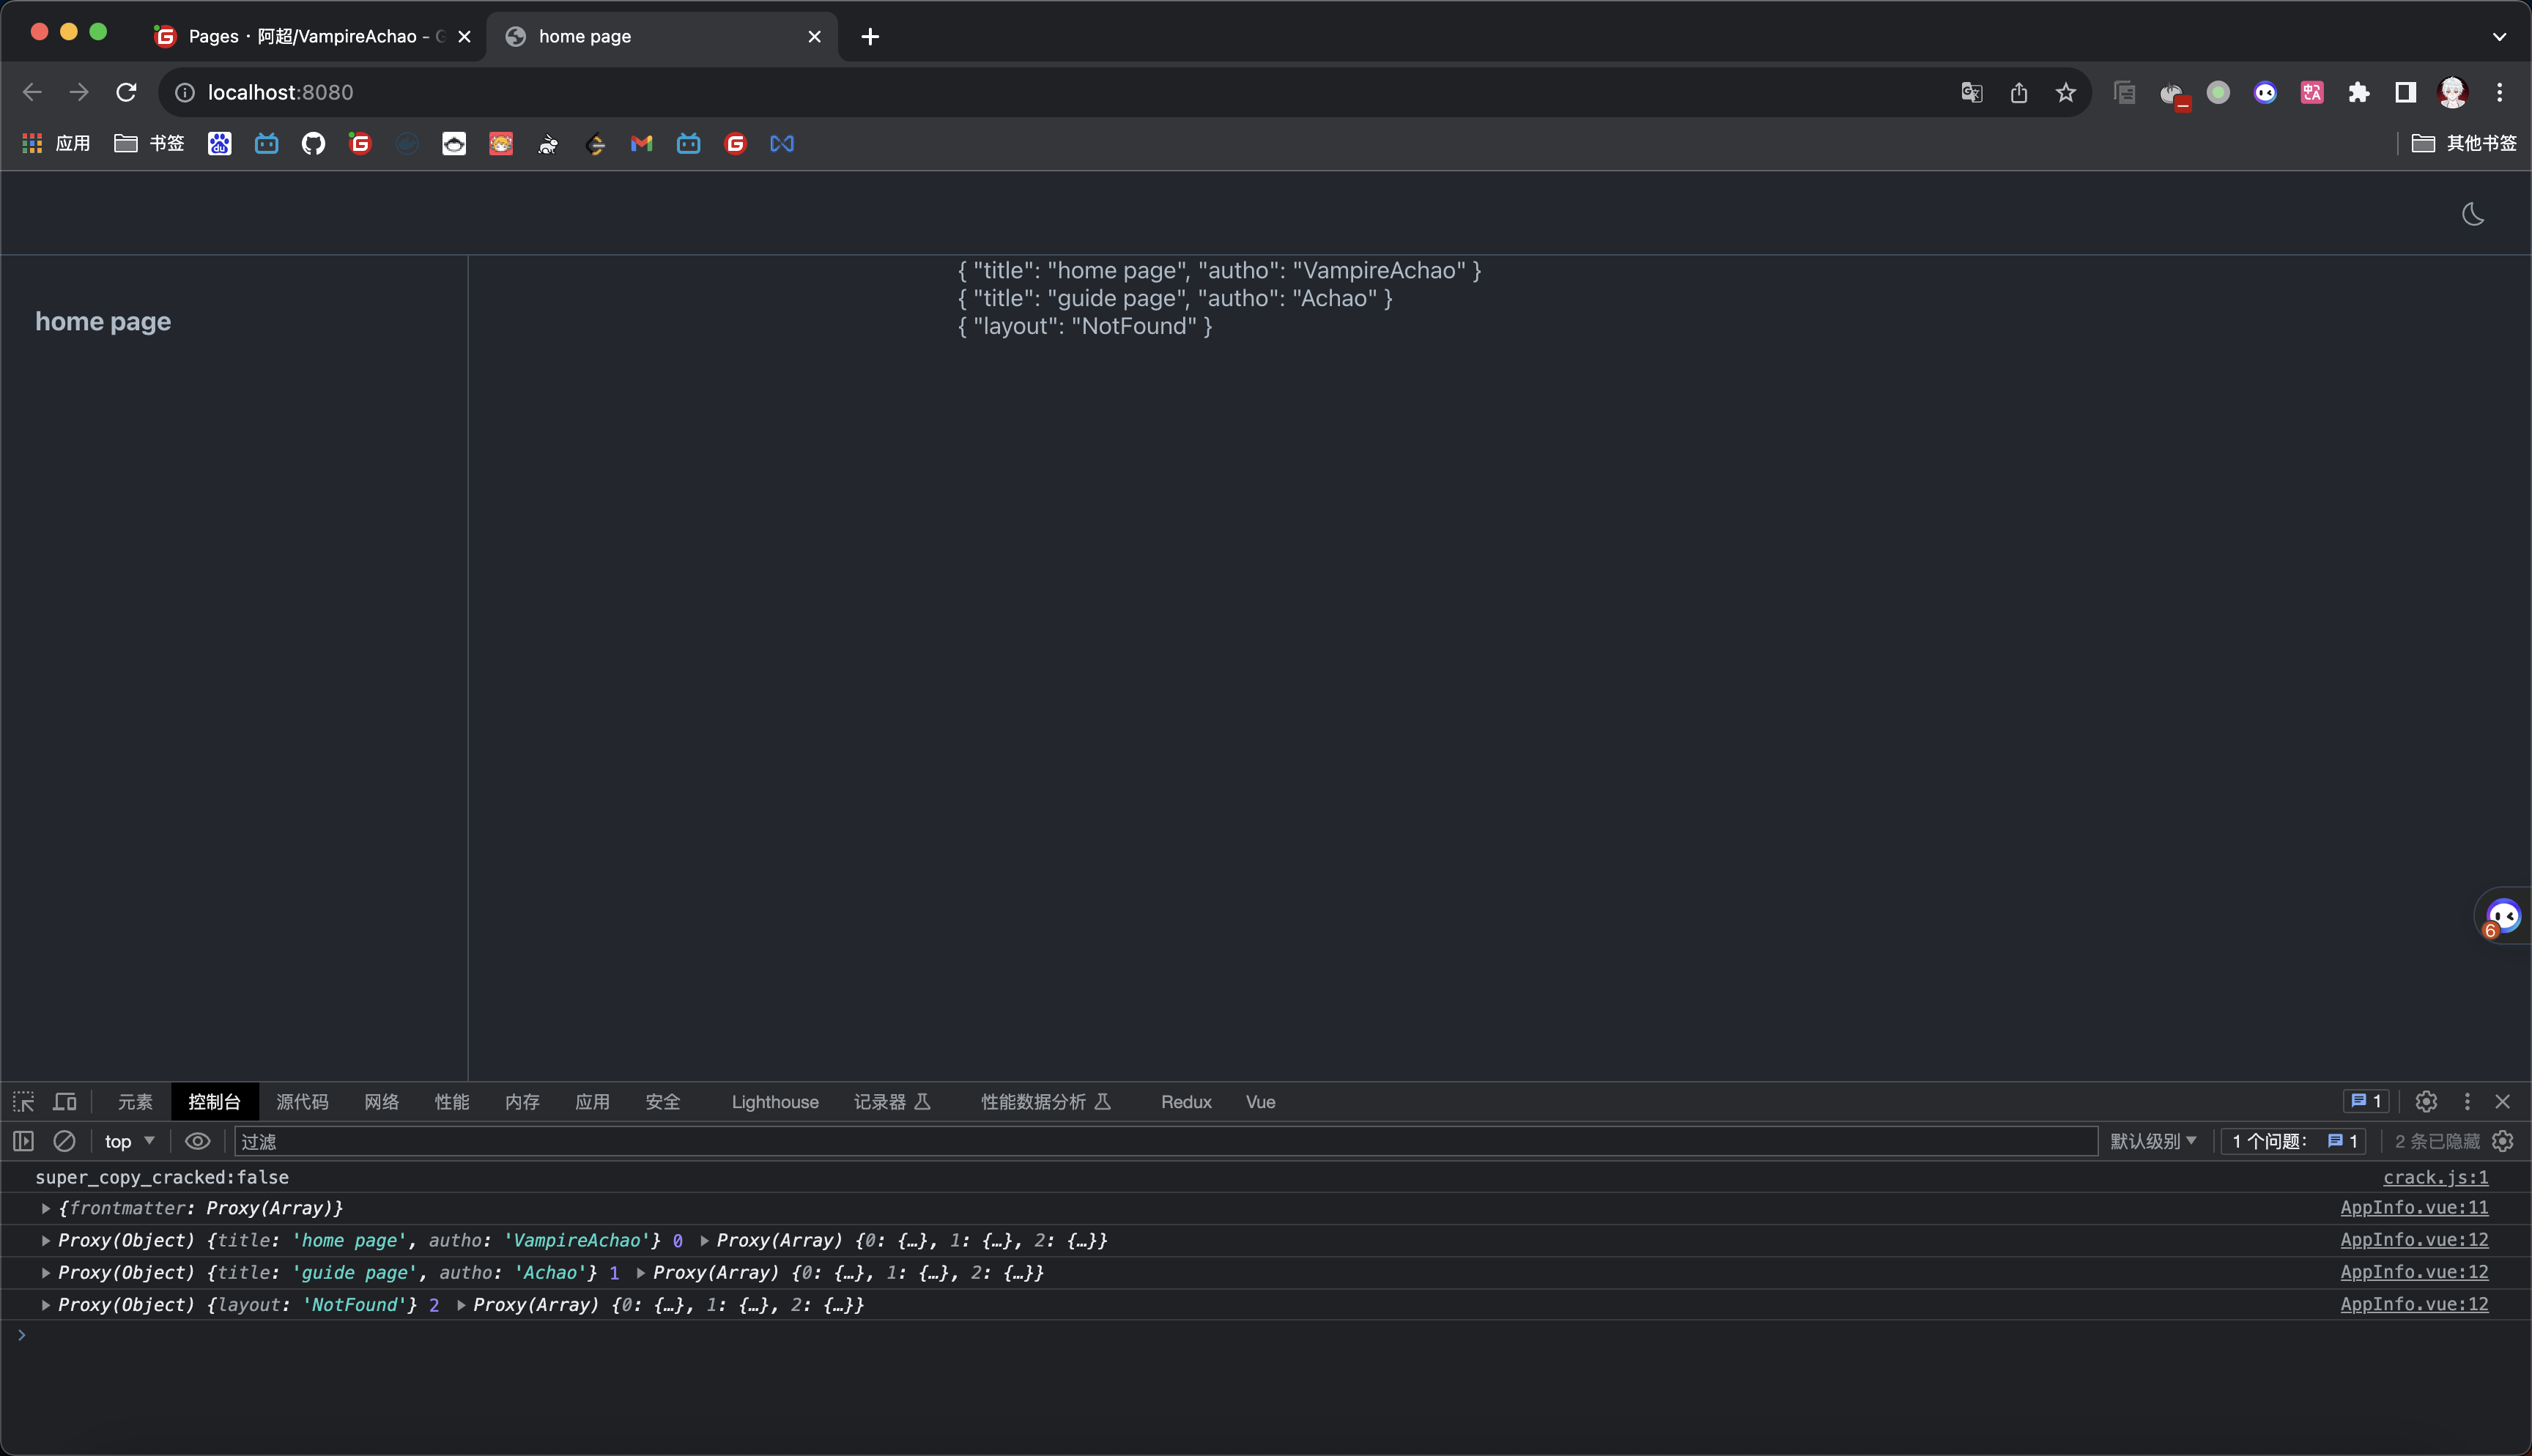 Pages · 阿超/VampireAchao - G
home page
localhost:8080
应用
书签
其他书签
{ "title": "home page", "autho": "VampireAchao" }
{ "title": "guide page", "autho": "Achao" }
{ "layout": "NotFound" }
home page
6
元素 控制台 源代码 网络 性能 内存 应用 安全 Lighthouse 记录器 性能数据分析 Redux Vue 1
top 过滤 默认级别 1 个问题: 1 2 条已隐藏
super_copy_cracked:false crack.js:1
{frontmatter: Proxy(Array)} AppInfo.vue:11
Proxy(Object) {title: 'home page', autho: 'VampireAchao'} 0 Proxy(Array) {0: {…}, 1: {…}, 2: {…}} AppInfo.vue:12
Proxy(Object) {title: 'guide page', autho: 'Achao'} 1 Proxy(Array) {0: {…}, 1: {…}, 2: {…}} AppInfo.vue:12
Proxy(Object) {layout: 'NotFound'} 2 Proxy(Array) {0: {…}, 1: {…}, 2: {…}} AppInfo.vue:12